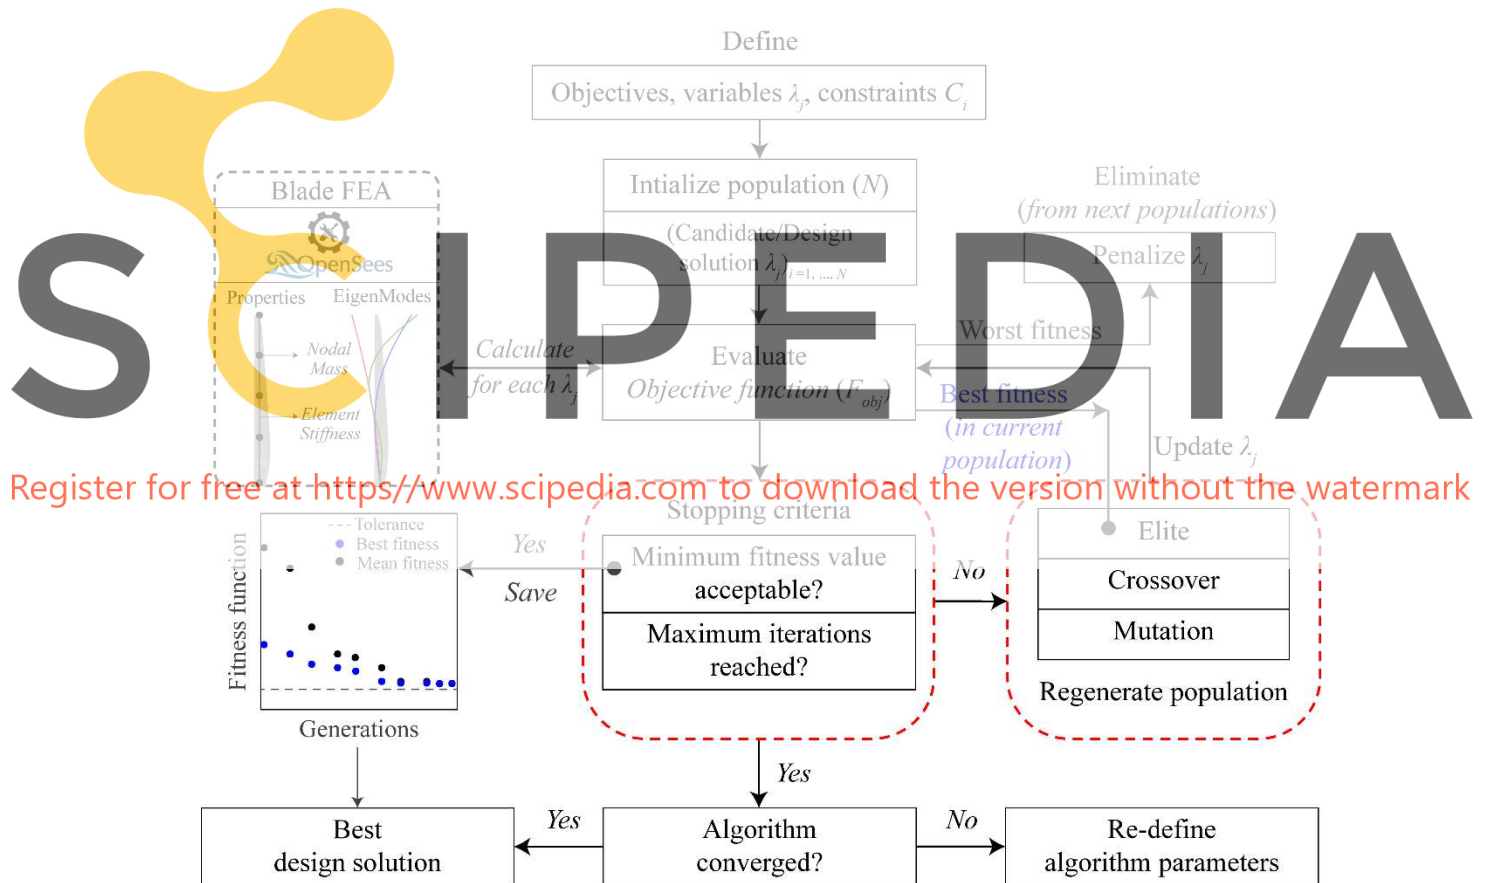 Define
Objectives, variables λj, constraints Ci
Intialize population (N)
(Candidate/Design
solution λj)i =1, ..., N
Eliminate
(from next populations)
Penalize λj
Blade FEA
OpenSees
Properties
EigenModes
Nodal
Mass
Element
Stiffness
Calculate
for each λj
Evaluate
Objective function (Fobj)
Worst fitness
Best fitness
(in current
population)
Update λj
SCIPEDIA
Register for free at https//www.scipedia.com to download the version without the watermark
Stopping criteria
Minimum fitness value
acceptable?
Maximum iterations
reached?
Yes
Save
No
Elite
Crossover
Mutation
Regenerate population
Tolerance
Best fitness
Mean fitness
Fitness function
Generations
Yes
Best
design solution
Yes
Algorithm
converged?
No
Re-define
algorithm parameters